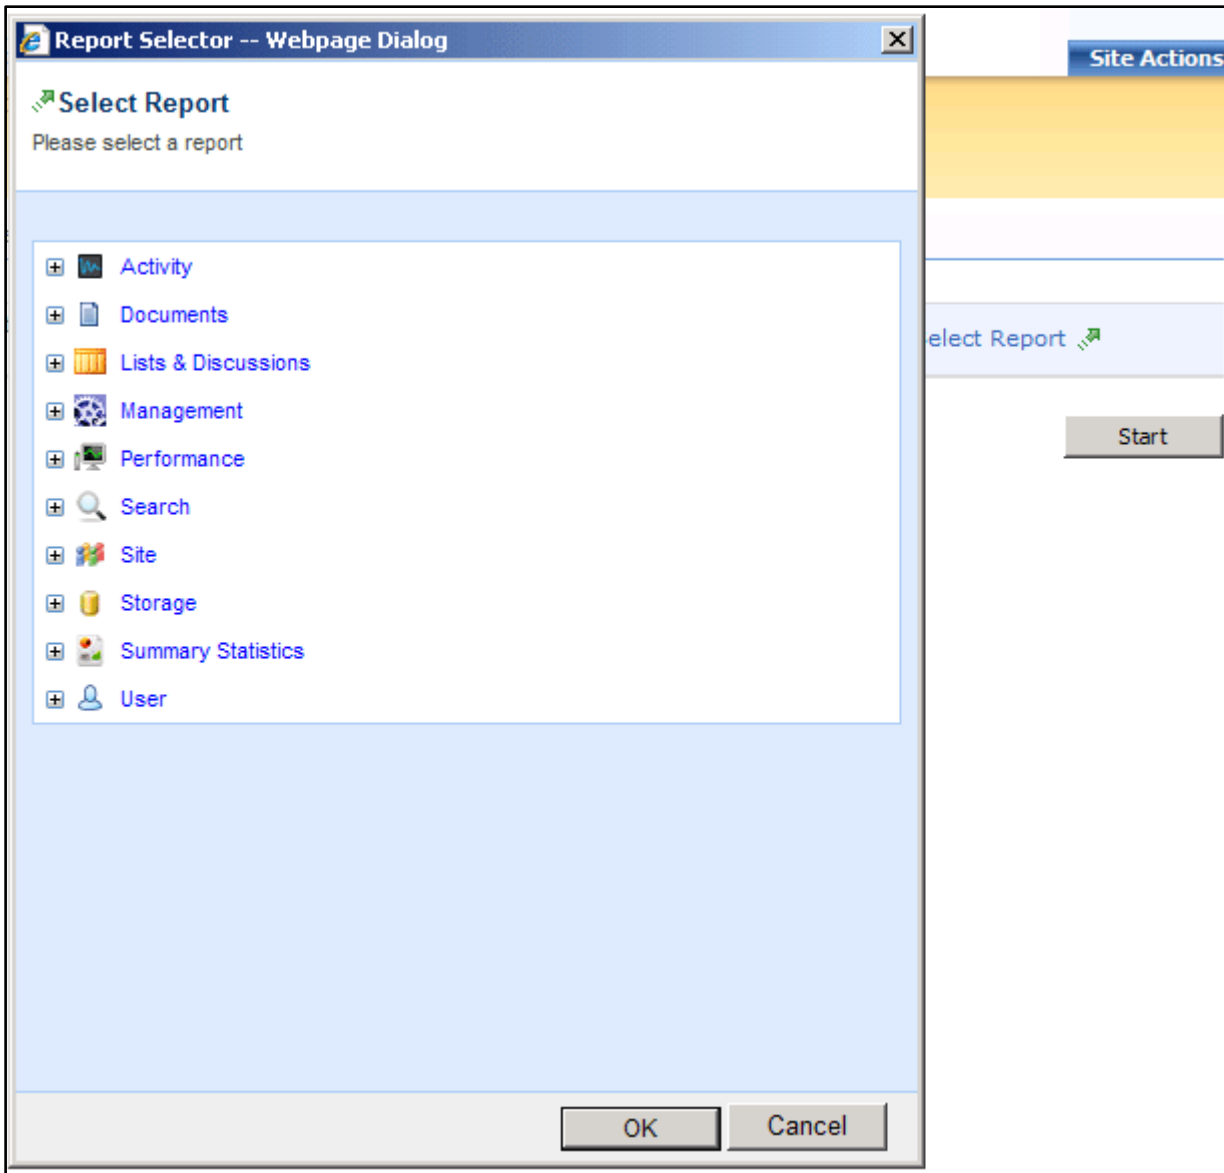 Report Selector -- Webpage Dialog
Site Actions
Select Report
Please select a report
Activity
Documents
Lists & Discussions
elect Report
Management
Start
Performance
Search
Site
Storage
Summary Statistics
User
OK
Cancel